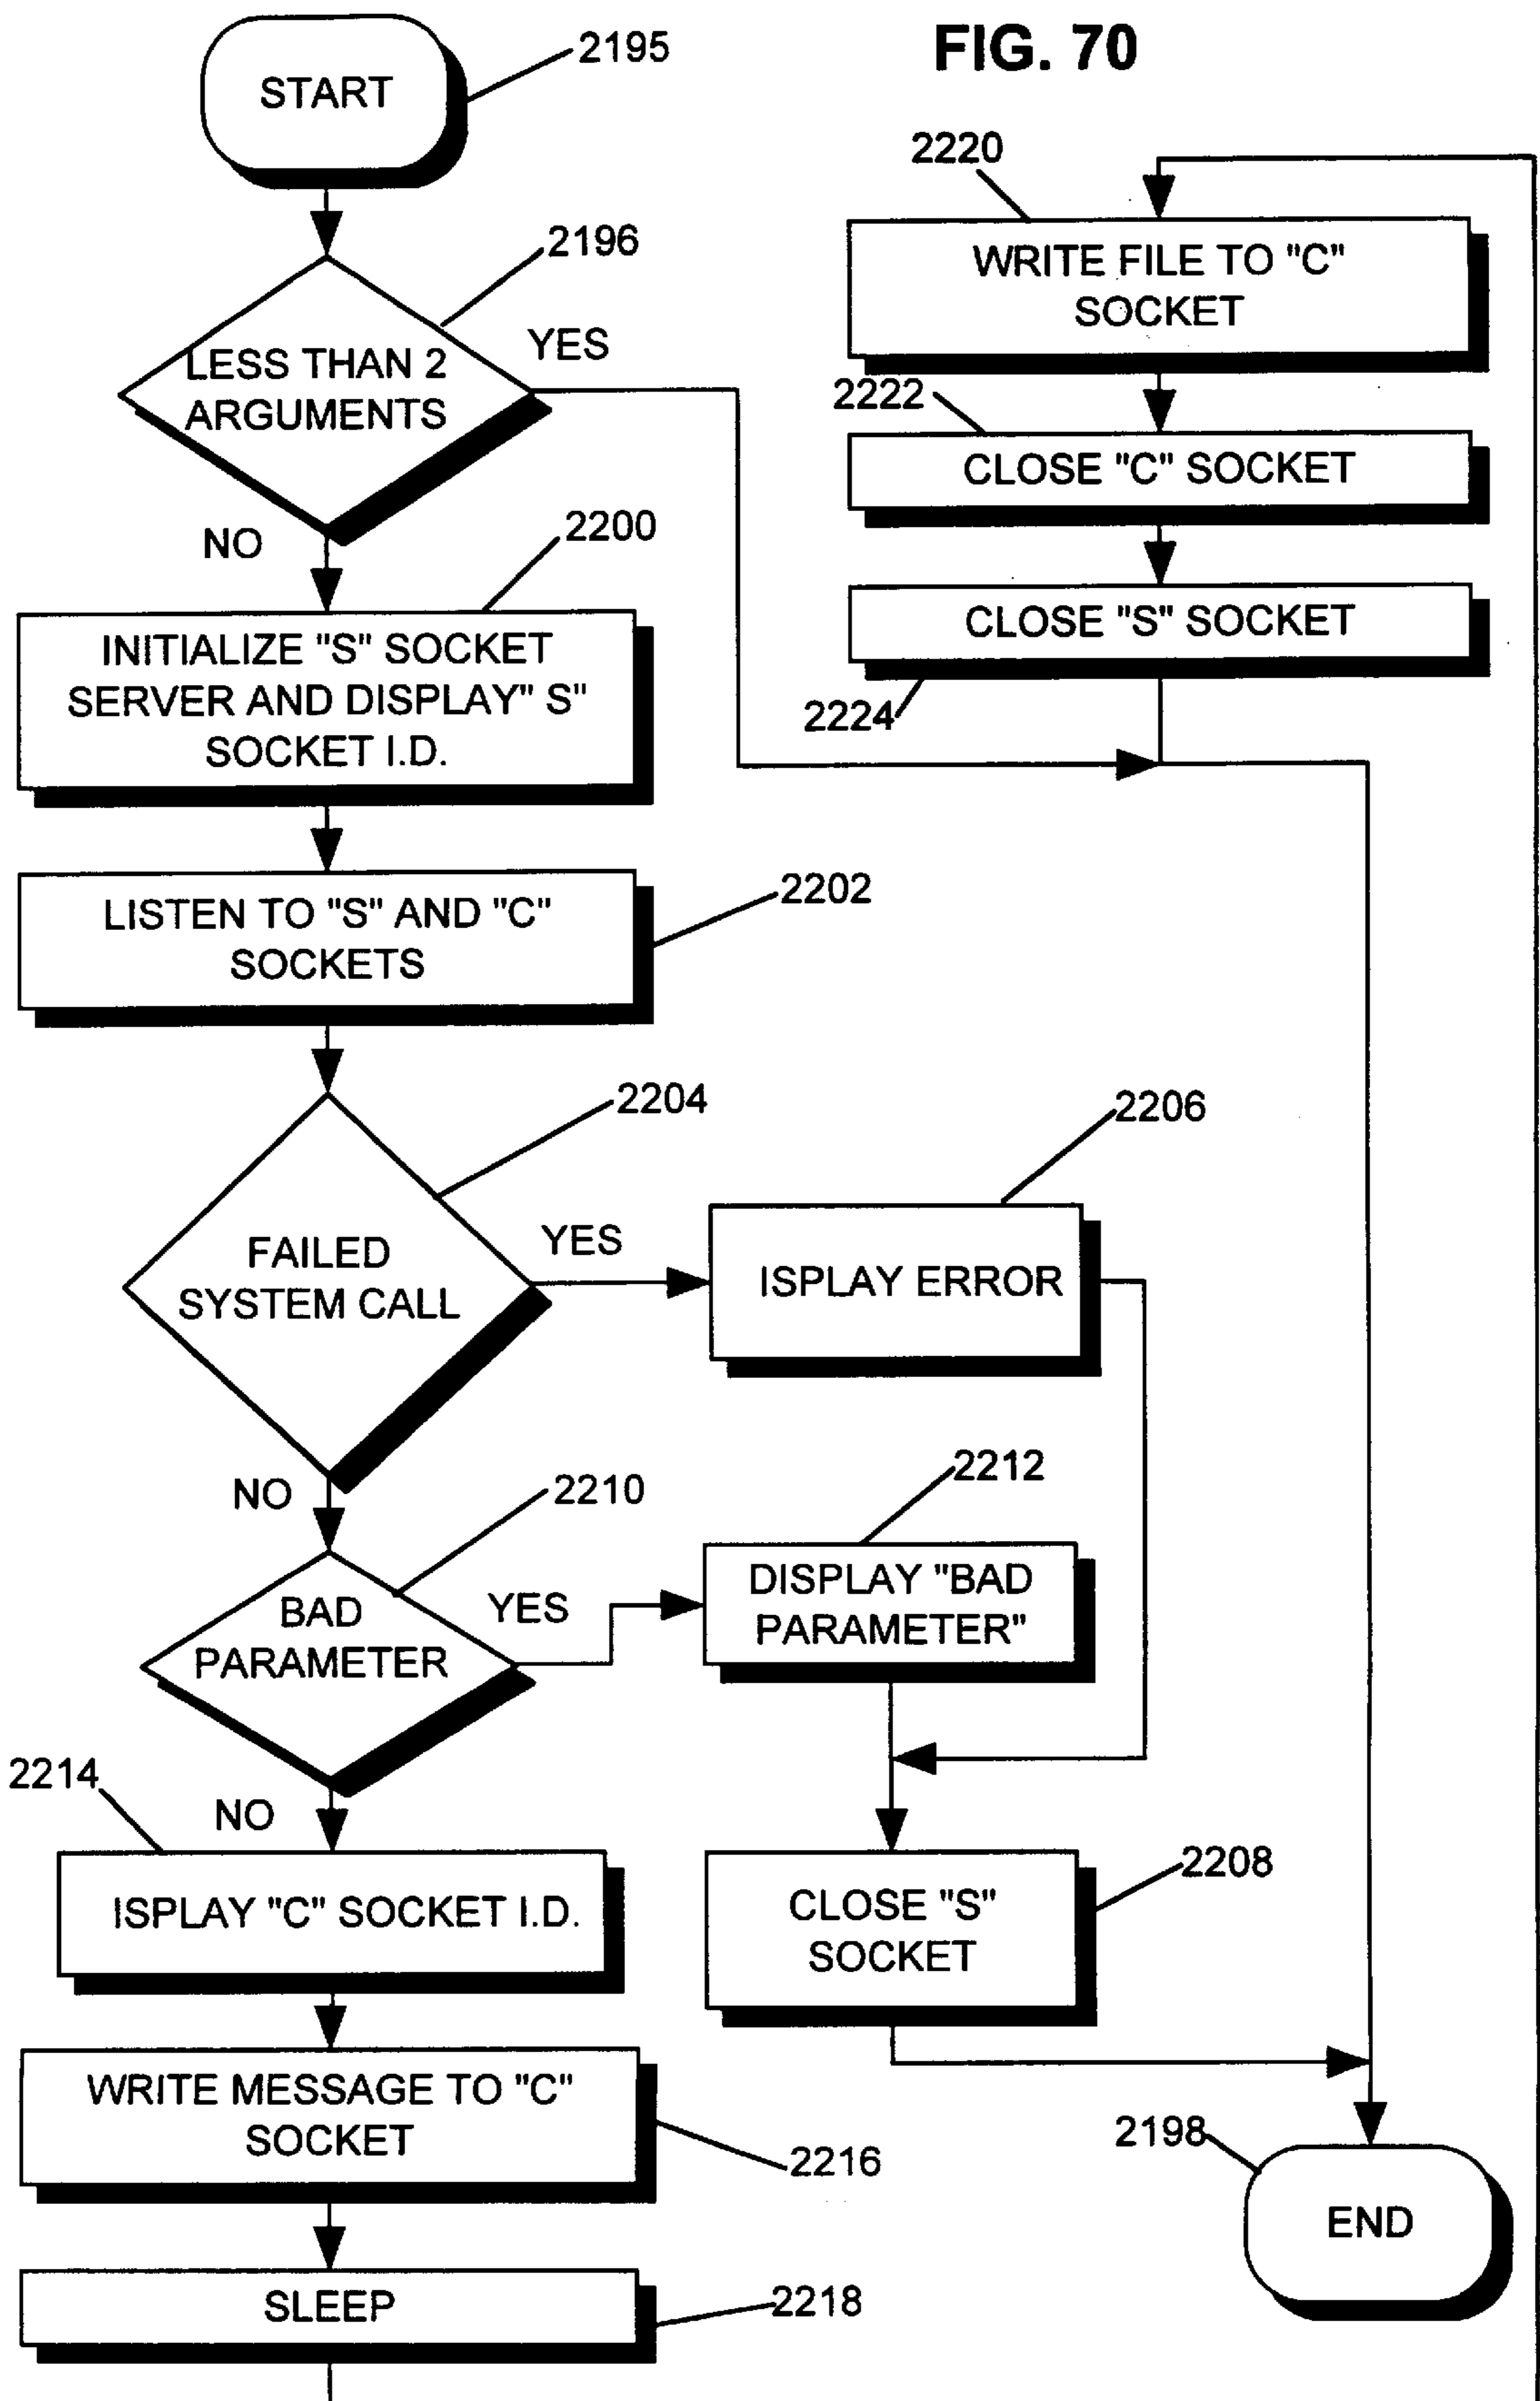 FIG. 70
START
2195
2196
LESS THAN 2
ARGUMENTS
YES
NO
2200
INITIALIZE "S" SOCKET
SERVER AND DISPLAY" S"
SOCKET I.D.
2202
LISTEN TO "S" AND "C"
SOCKETS
2204
FAILED
SYSTEM CALL
YES
2206
ISPLAY ERROR
NO
2210
BAD
PARAMETER
YES
2212
DISPLAY "BAD
PARAMETER"
2214
NO
ISPLAY "C" SOCKET I.D.
2208
CLOSE "S"
SOCKET
WRITE MESSAGE TO "C"
SOCKET
2216
SLEEP
2218
2220
WRITE FILE TO "C"
SOCKET
2222
CLOSE "C" SOCKET
CLOSE "S" SOCKET
2224
2198
END